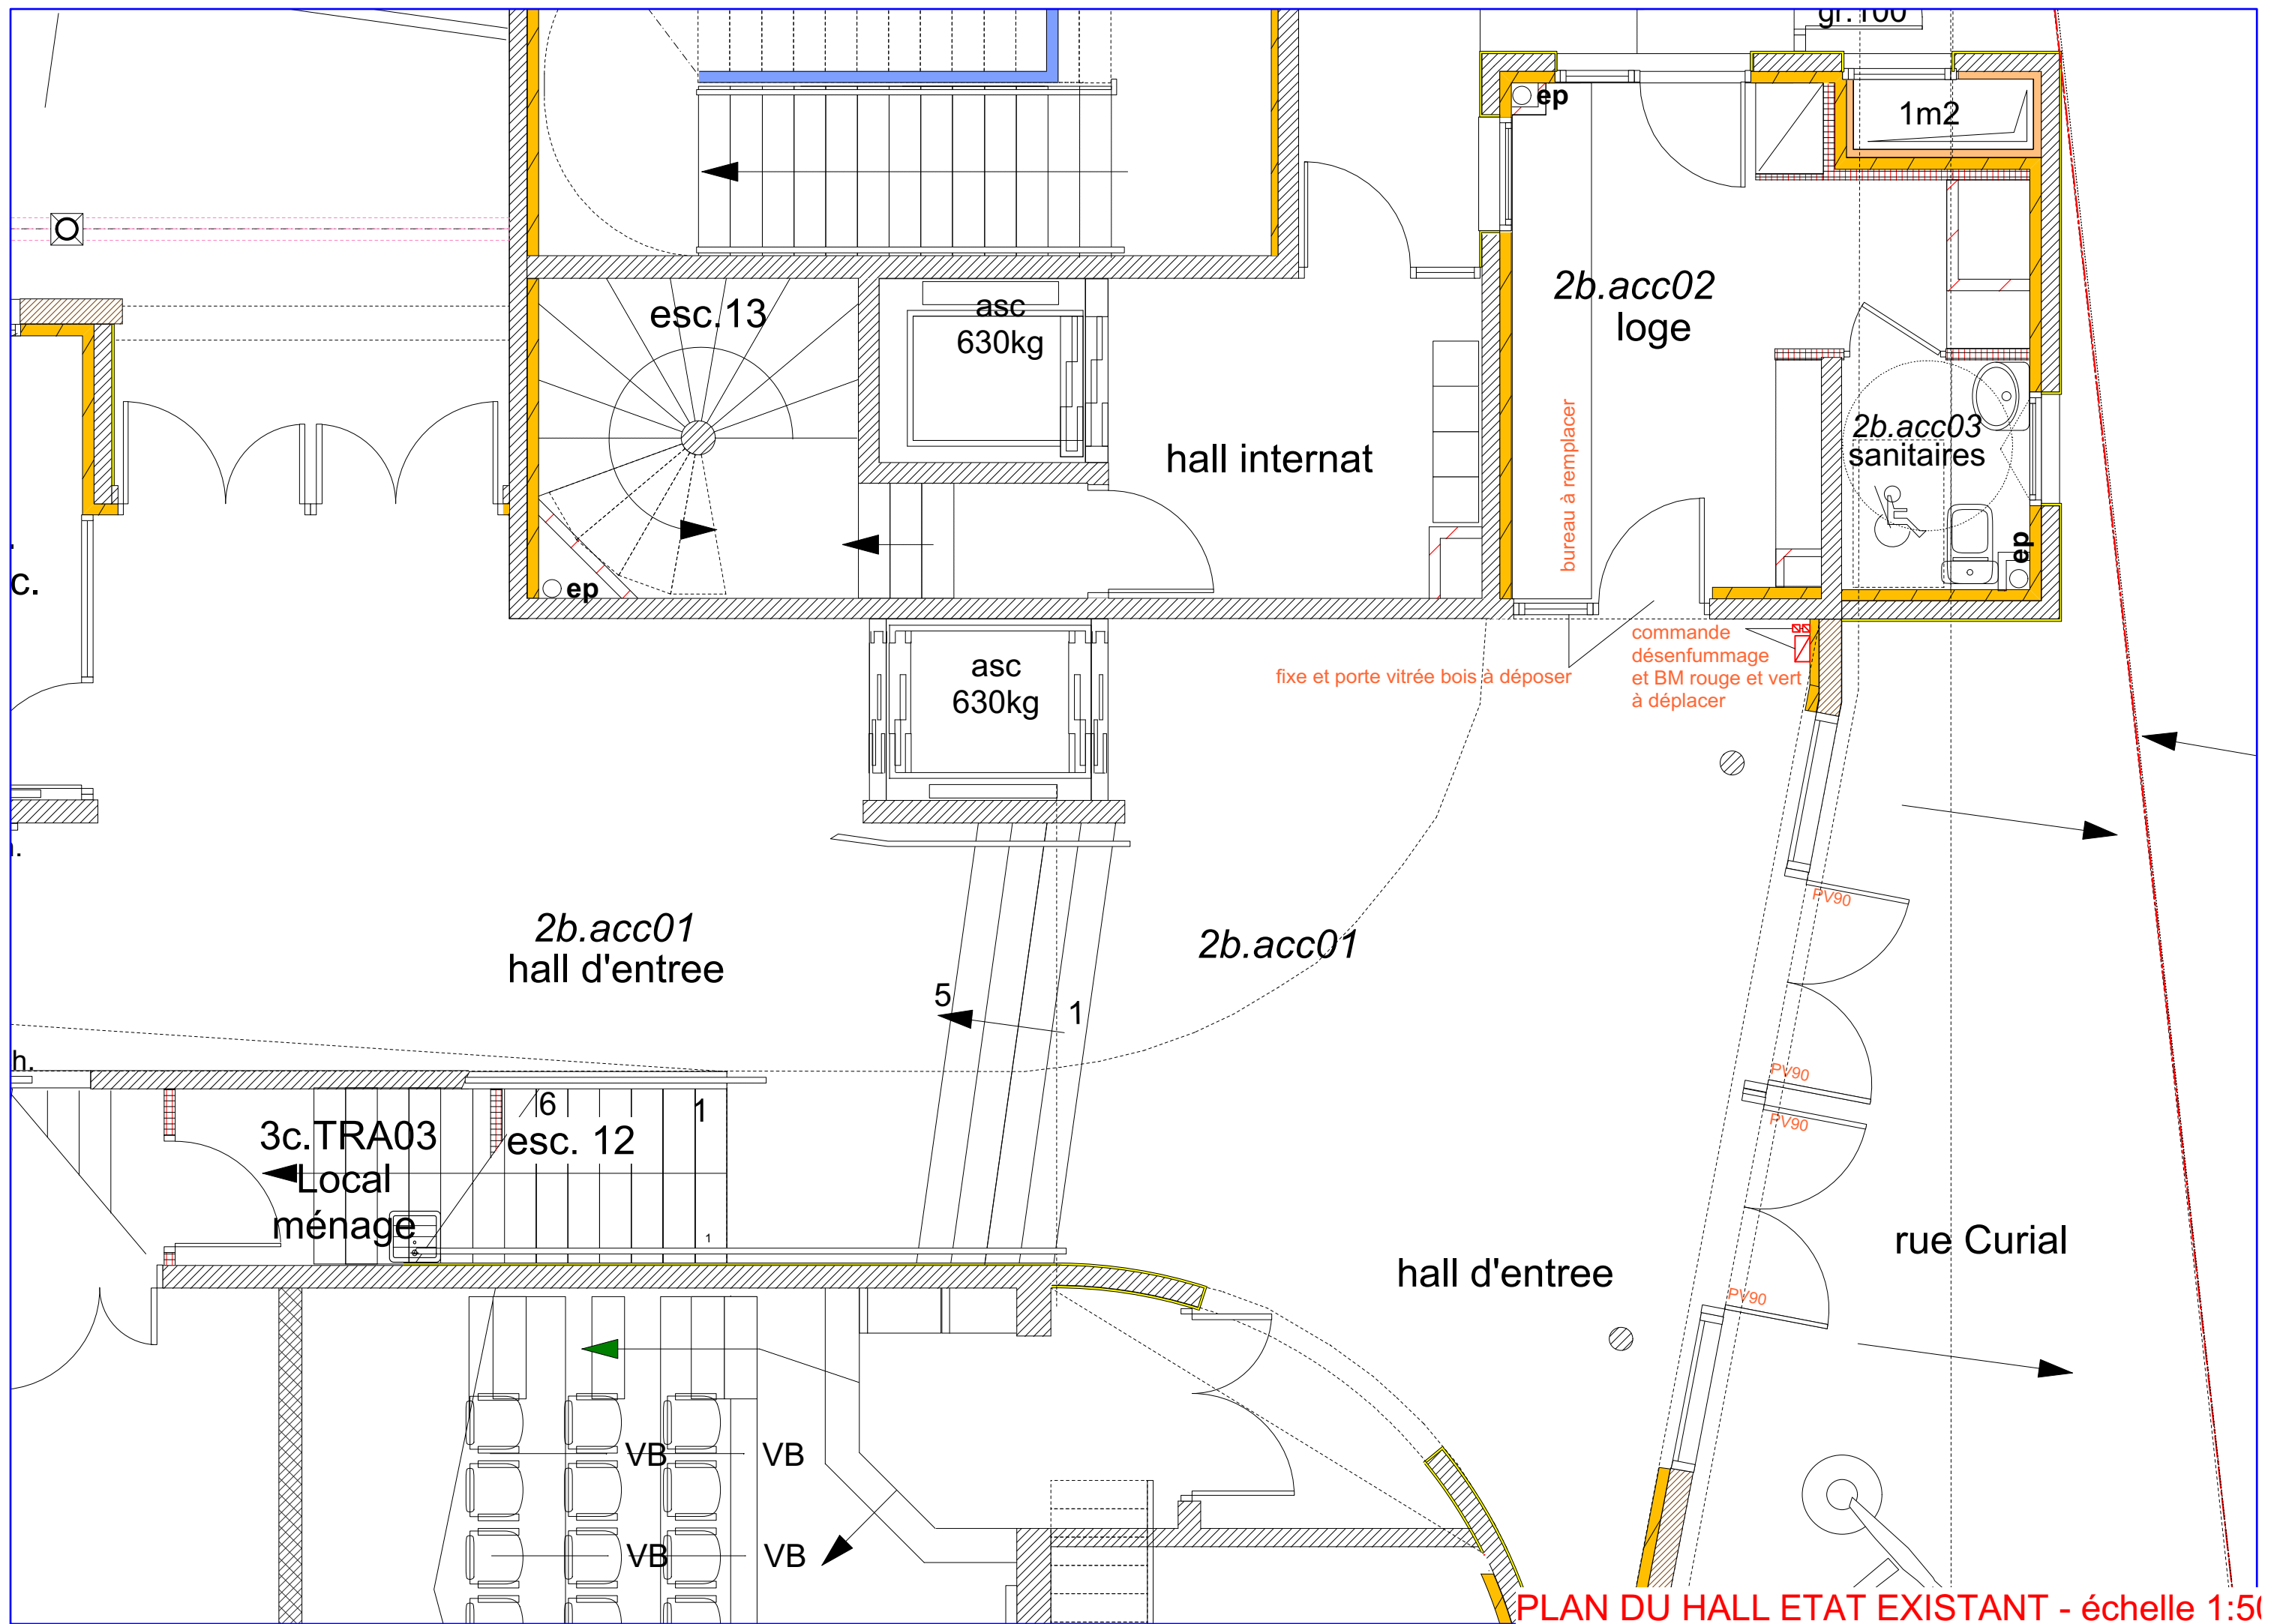 gr.100
ep
1m2
2b.acc02
loge
esc.13
asc
630kg
hall internat
bureau à remplacer
2b.acc03
sanitaires
ep
ep
c.
asc
630kg
fixe et porte vitrée bois à déposer
commande
désenfummage
et BM rouge et vert
à déplacer
PV90
2b.acc01
hall d'entree
2b.acc01
5
1
h.
PV90
PV90
6
1
3c.TRA03
esc. 12
Local
ménage
1
rue Curial
hall d'entree
PV90
VB
VB
VB
VB
PLAN DU HALL ETAT EXISTANT - échelle 1:50